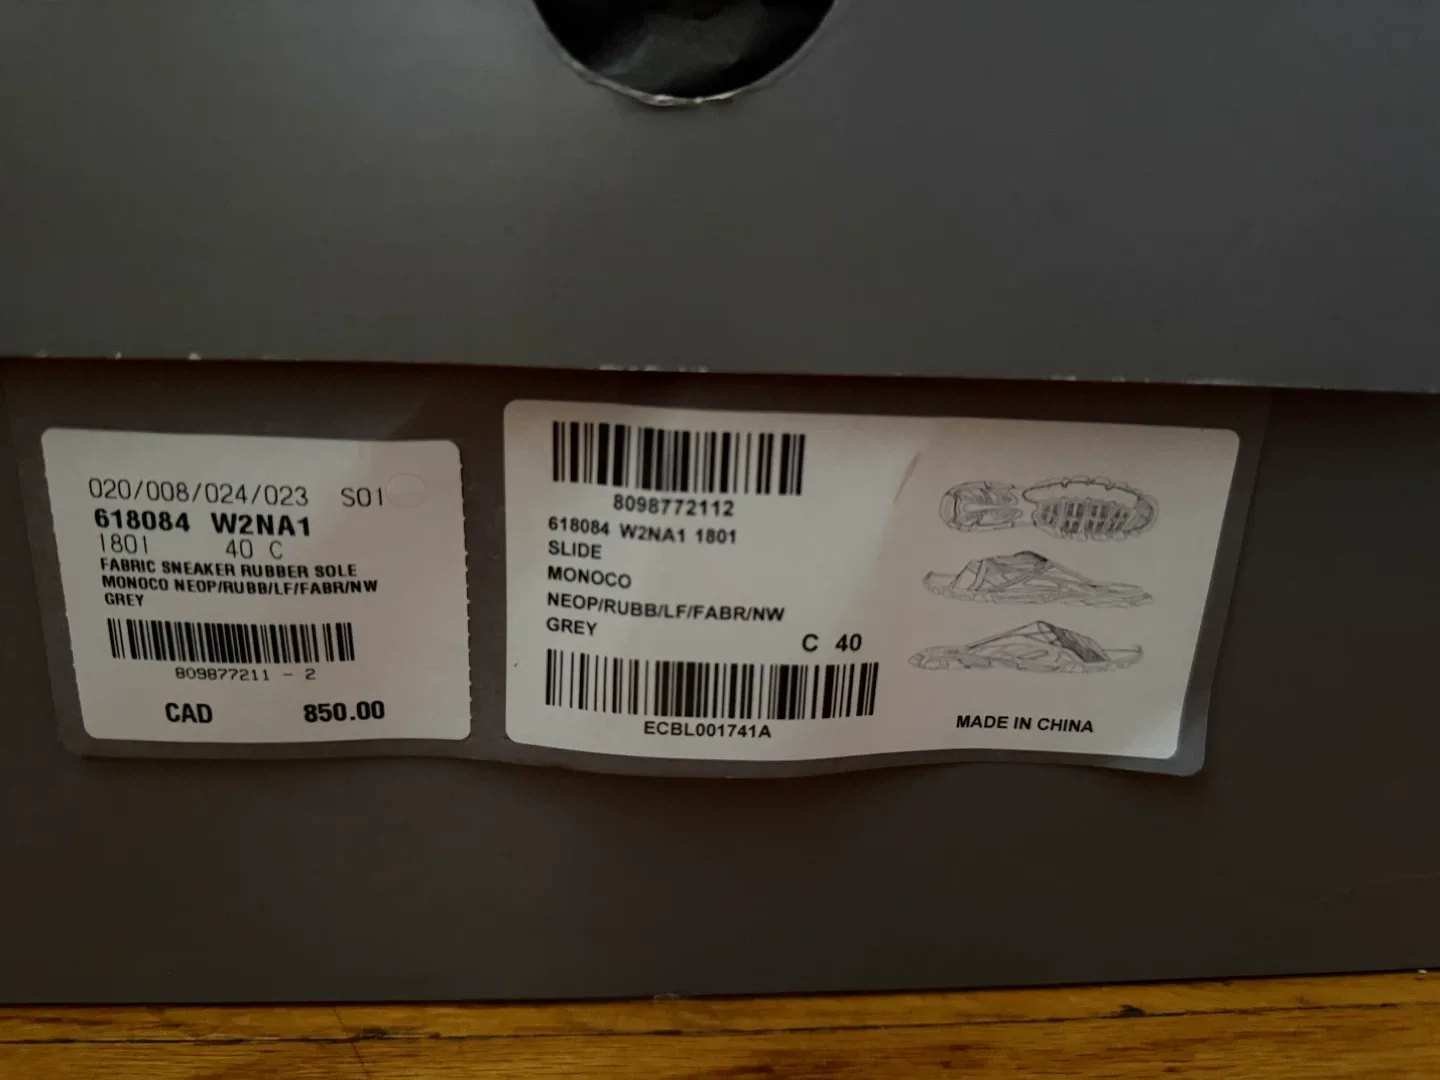 020/008/024/023 S01
618084 W2NA1
1801 40 C
FABRIC SNEAKER RUBBER SOLE
MONOCO NEOP/RUBB/LF/FABR/NW
GREY
809877211 - 2
CAD 850.00
8098772112
618084 W2NA1 1801
SLIDE
MONOCO
NEOP/RUBB/LF/FABR/NW
GREY
C 40
ECBL001741A
MADE IN CHINA